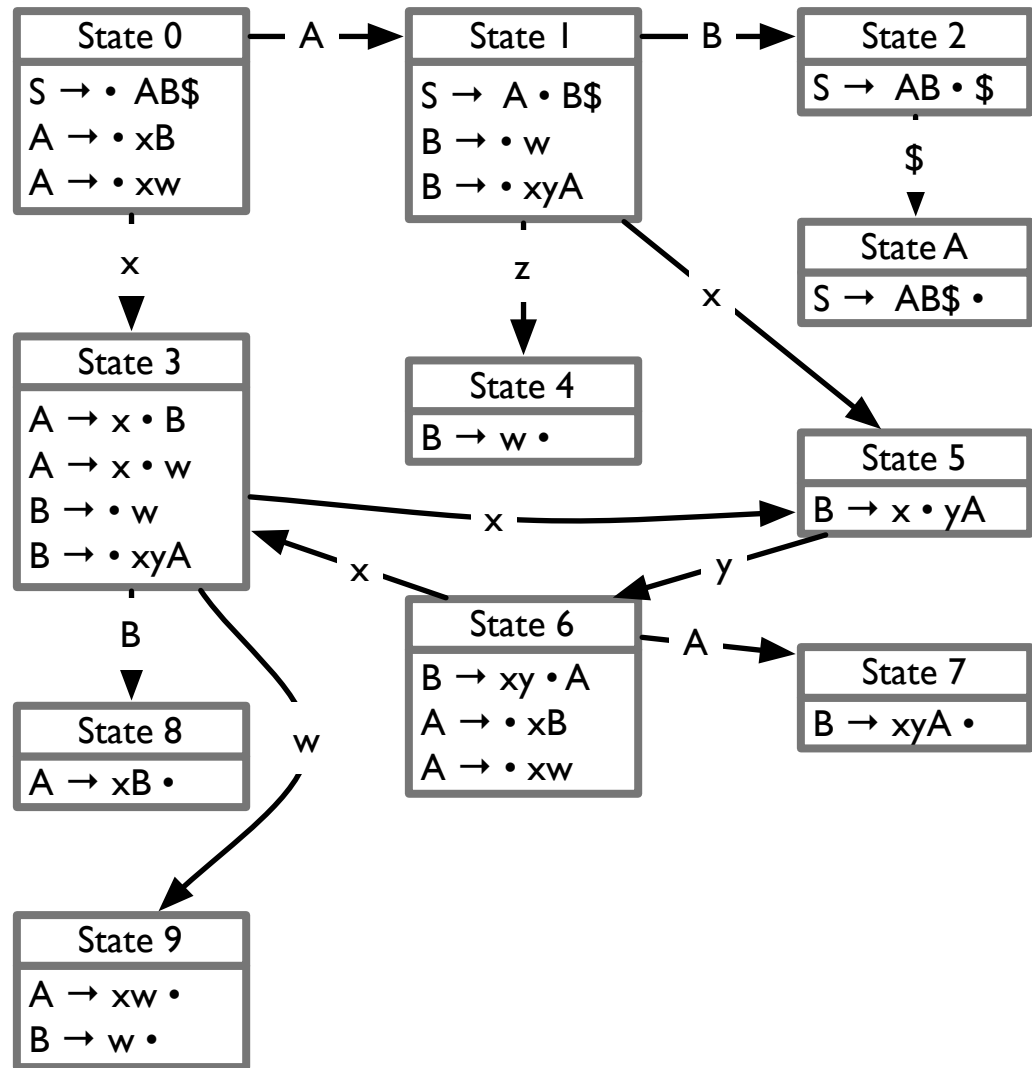 State 0
S → • AB$
A → • xB
A → • xw
A
State 1
S → A • B$
B → • w
B → • xyA
B
State 2
S → AB • $
$
State A
S → AB$ •
x
z
x
State 3
A → x • B
A → x • w
B → • w
B → • xyA
State 4
B → w •
State 5
B → x • yA
x
x
y
B
w
State 6
B → xy • A
A → • xB
A → • xw
A
State 7
B → xyA •
State 8
A → xB •
State 9
A → xw •
B → w •